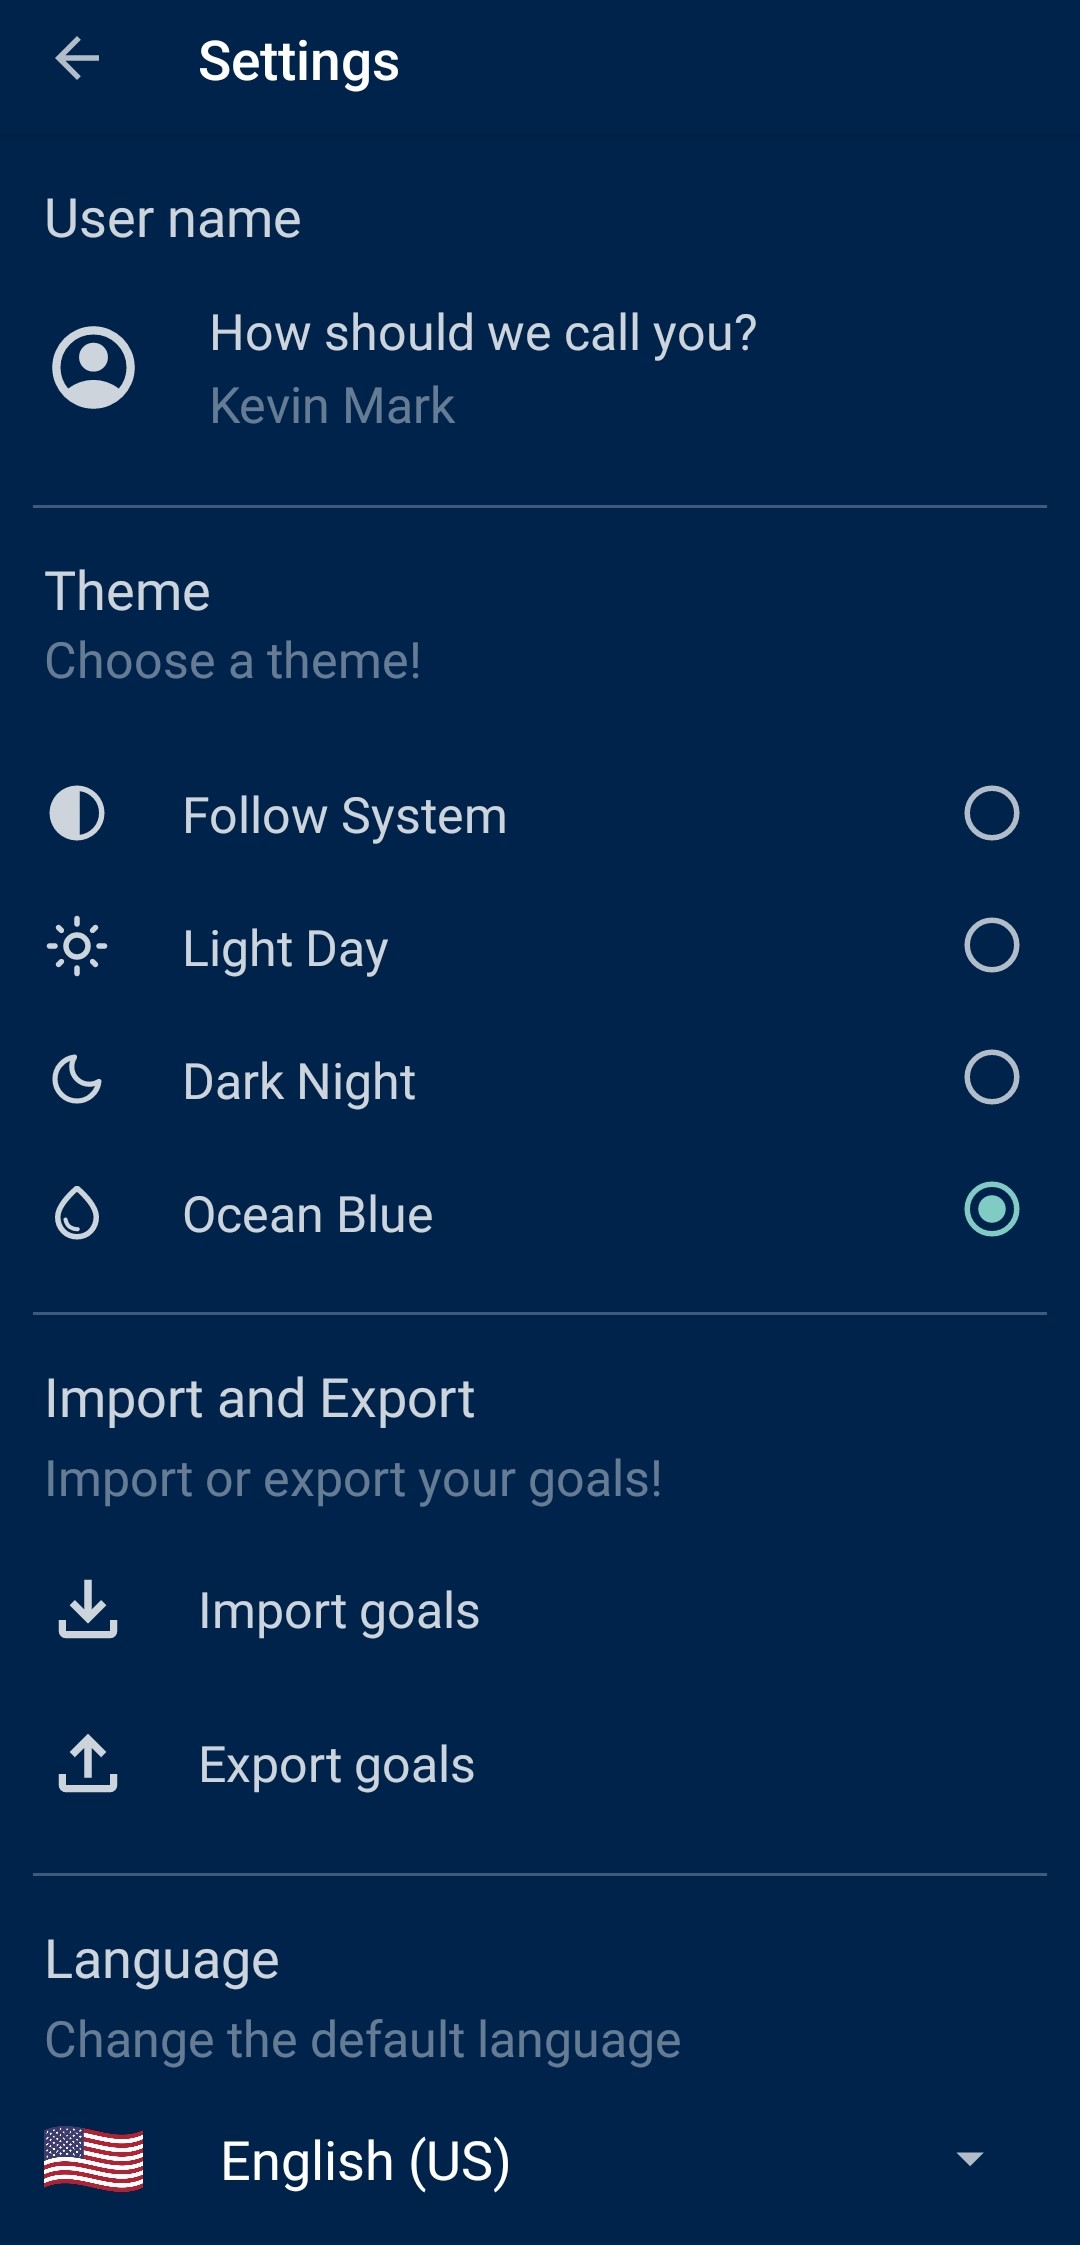 Settings
User name
How should we call you?
Kevin Mark
Theme
Choose a theme!
Follow System
Light Day
Dark Night
Ocean Blue
Import and Export
Import or export your goals!
Import goals
Export goals
Language
Change the default language
English (US)